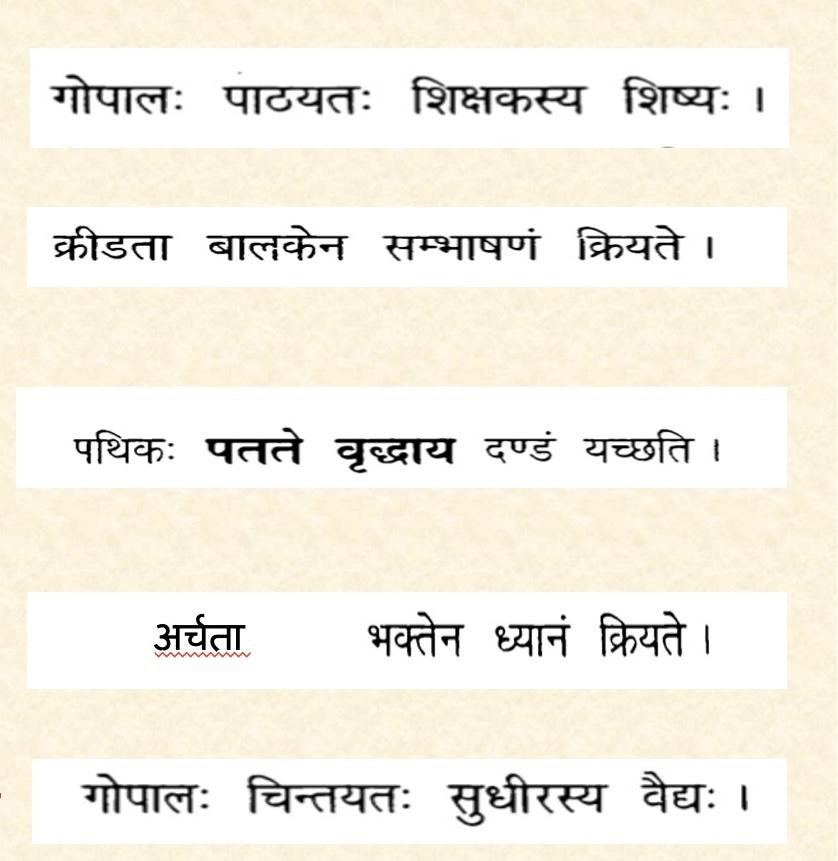 गोपालः पाठयतः शिक्षकस्य शिष्यः ।
क्रीडता बालकेन सम्भाषणं क्रियते ।
पथिकः पतते वृद्धाय दण्डं यच्छति ।
अर्चता भक्तेन ध्यानं क्रियते ।
गोपालः चिन्तयतः सुधीरस्य वैद्यः ।